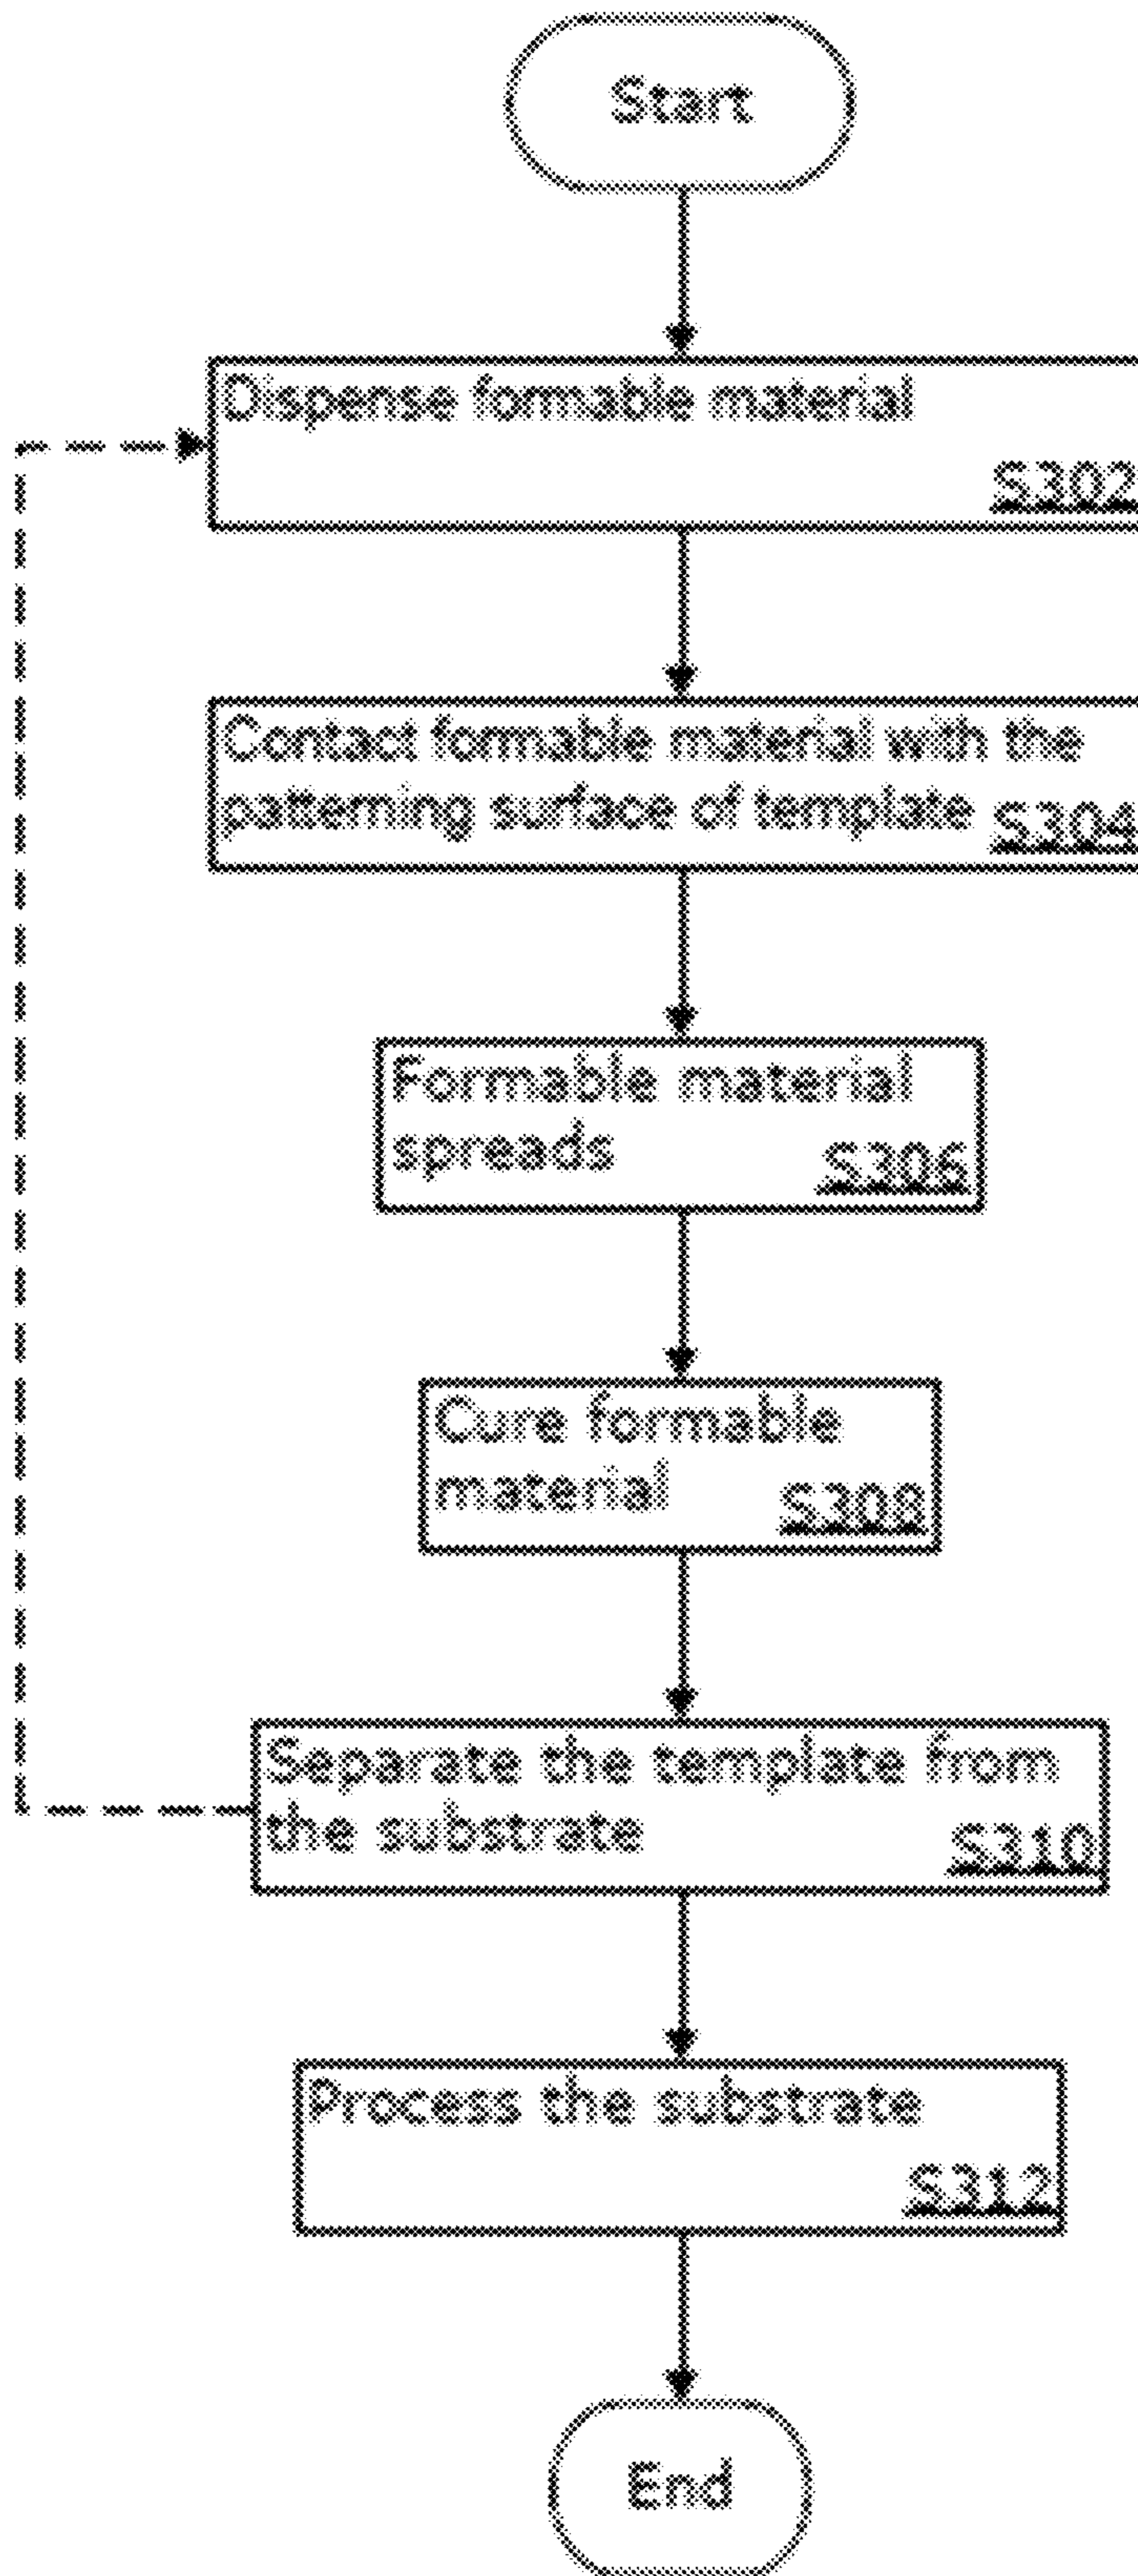 Start
Dispense formable material
S302
Contact formable material with the
patterning surface of template S304
Formable material
spreads S306
Cure formable
material S308
Separate the template from
the substrate S310
Process the substrate
S312
End